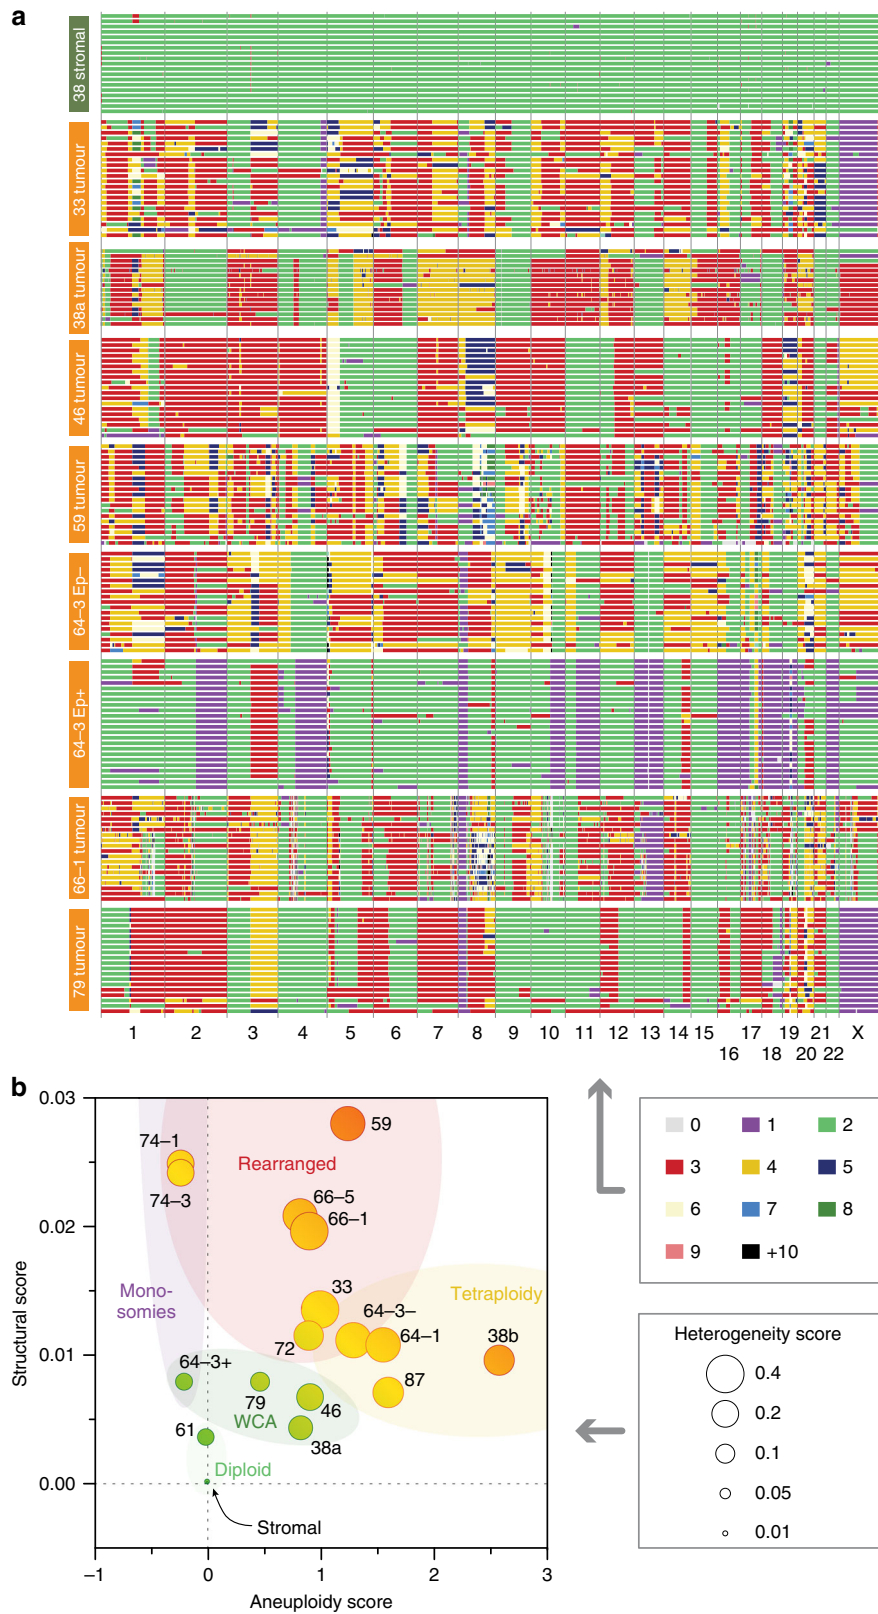 a
38 stromal
33 tumour
38a tumour
46 tumour
59 tumour
64–3 Ep–
64–3 Ep+
66–1 tumour
79 tumour
1 2 3 4 5 6 7 8 9 10 11 12 13 14 15 17 19 21 X
16 18 20 22
b
0.03
0.02
0.01
0.00
Structural score
–1 0 1 2 3
Aneuploidy score
74–1
74–3
59
Rearranged
66–5
66–1
Mono-
somies
33
64–3–
Tetraploidy
72
64–1
38b
64–3+
87
79
46
WCA
61
38a
Diploid
Stromal
0 1 2
3 4 5
6 7 8
9 +10
Heterogeneity score
0.4
0.2
0.1
0.05
0.01